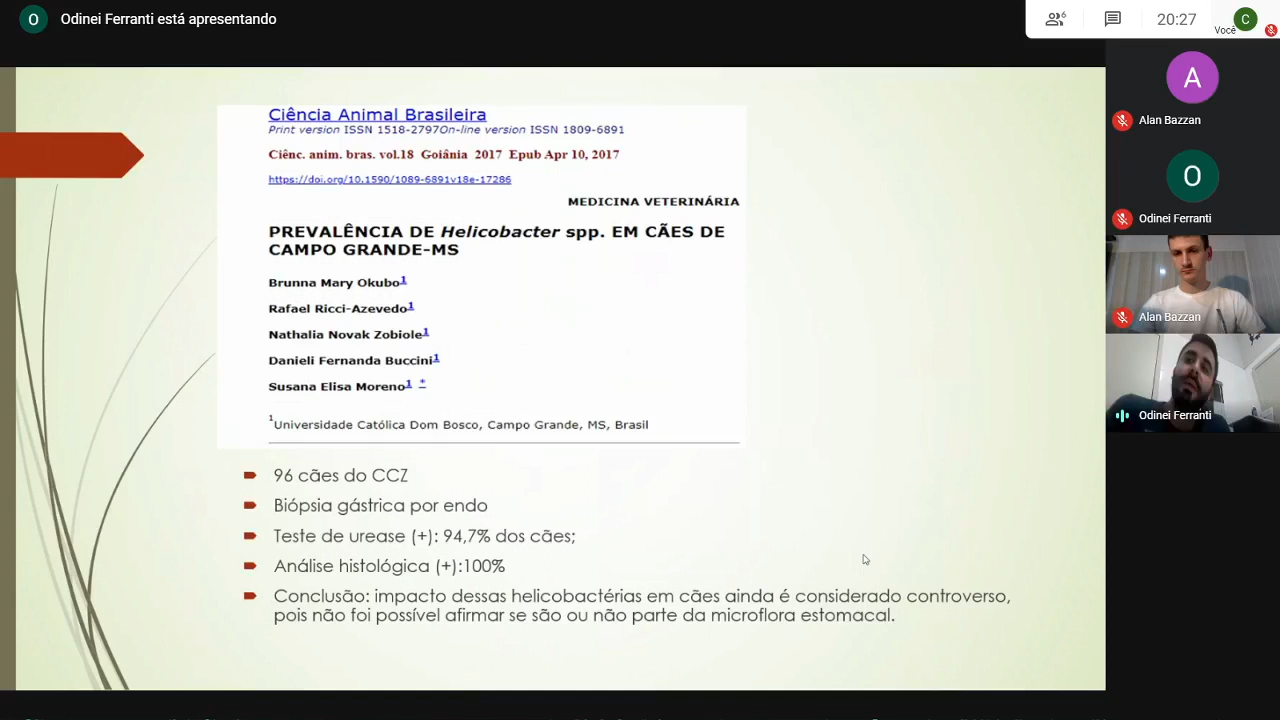 O Odinei Ferranti está apresentando
6
20:27
Você C
Ciência Animal Brasileira
Print version ISSN 1518-2797On-line version ISSN 1809-6891
Ciênc. anim. bras. vol.18 Goiânia 2017 Epub Apr 10, 2017
https://doi.org/10.1590/1089-6891v18e-17286
MEDICINA VETERINÁRIA
PREVALÊNCIA DE Helicobacter spp. EM CÃES DE
CAMPO GRANDE-MS
Brunna Mary Okubo1
Rafael Ricci-Azevedo1
Nathalia Novak Zobiole1
Danieli Fernanda Buccini1
Susana Elisa Moreno1 *
1Universidade Católica Dom Bosco, Campo Grande, MS, Brasil
96 cães do CCZ
Biópsia gástrica por endo
Teste de urease (+): 94,7% dos cães;
Análise histológica (+):100%
Conclusão: impacto dessas helicobactérias em cães ainda é considerado controverso,
pois não foi possível afirmar se são ou não parte da microflora estomacal.
A
Alan Bazzan
O
Odinei Ferranti
Alan Bazzan
Odinei Ferranti